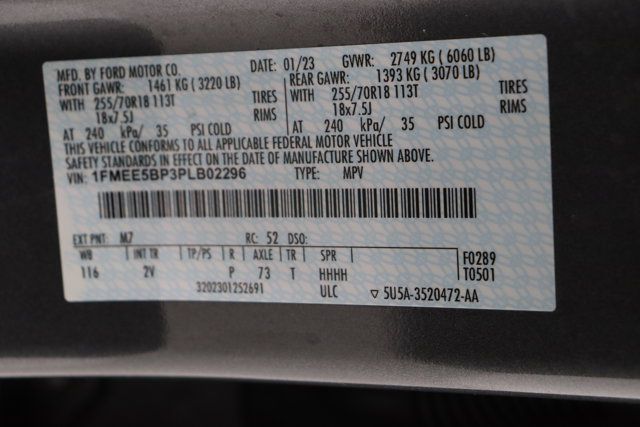 MFD. BY FORD MOTOR CO.
DATE: 01/23 GVWR: 2749 KG ( 6060 LB)
FRONT GAWR: 1461 KG ( 3220 LB)
REAR GAWR: 1393 KG ( 3070 LB)
WITH 255/70R18 113T TIRES
WITH 255/70R18 113T TIRES
18x7.5J RIMS
18x7.5J RIMS
AT 240 kPa/ 35 PSI COLD
AT 240 kPa/ 35 PSI COLD
THIS VEHICLE CONFORMS TO ALL APPLICABLE FEDERAL MOTOR VEHICLE
SAFETY STANDARDS IN EFFECT ON THE DATE OF MANUFACTURE SHOWN ABOVE.
VIN: 1FMEE5BP3PLB02296 TYPE: MPV
EXT PNT: M7 RC: 52 DSO:
WB INT TR TP/PS R AXLE TR SPR
F0289
116 2V P 73 T HHHH
T0501
3202301252691 ULC ▽ 5U5A-3520472-AA